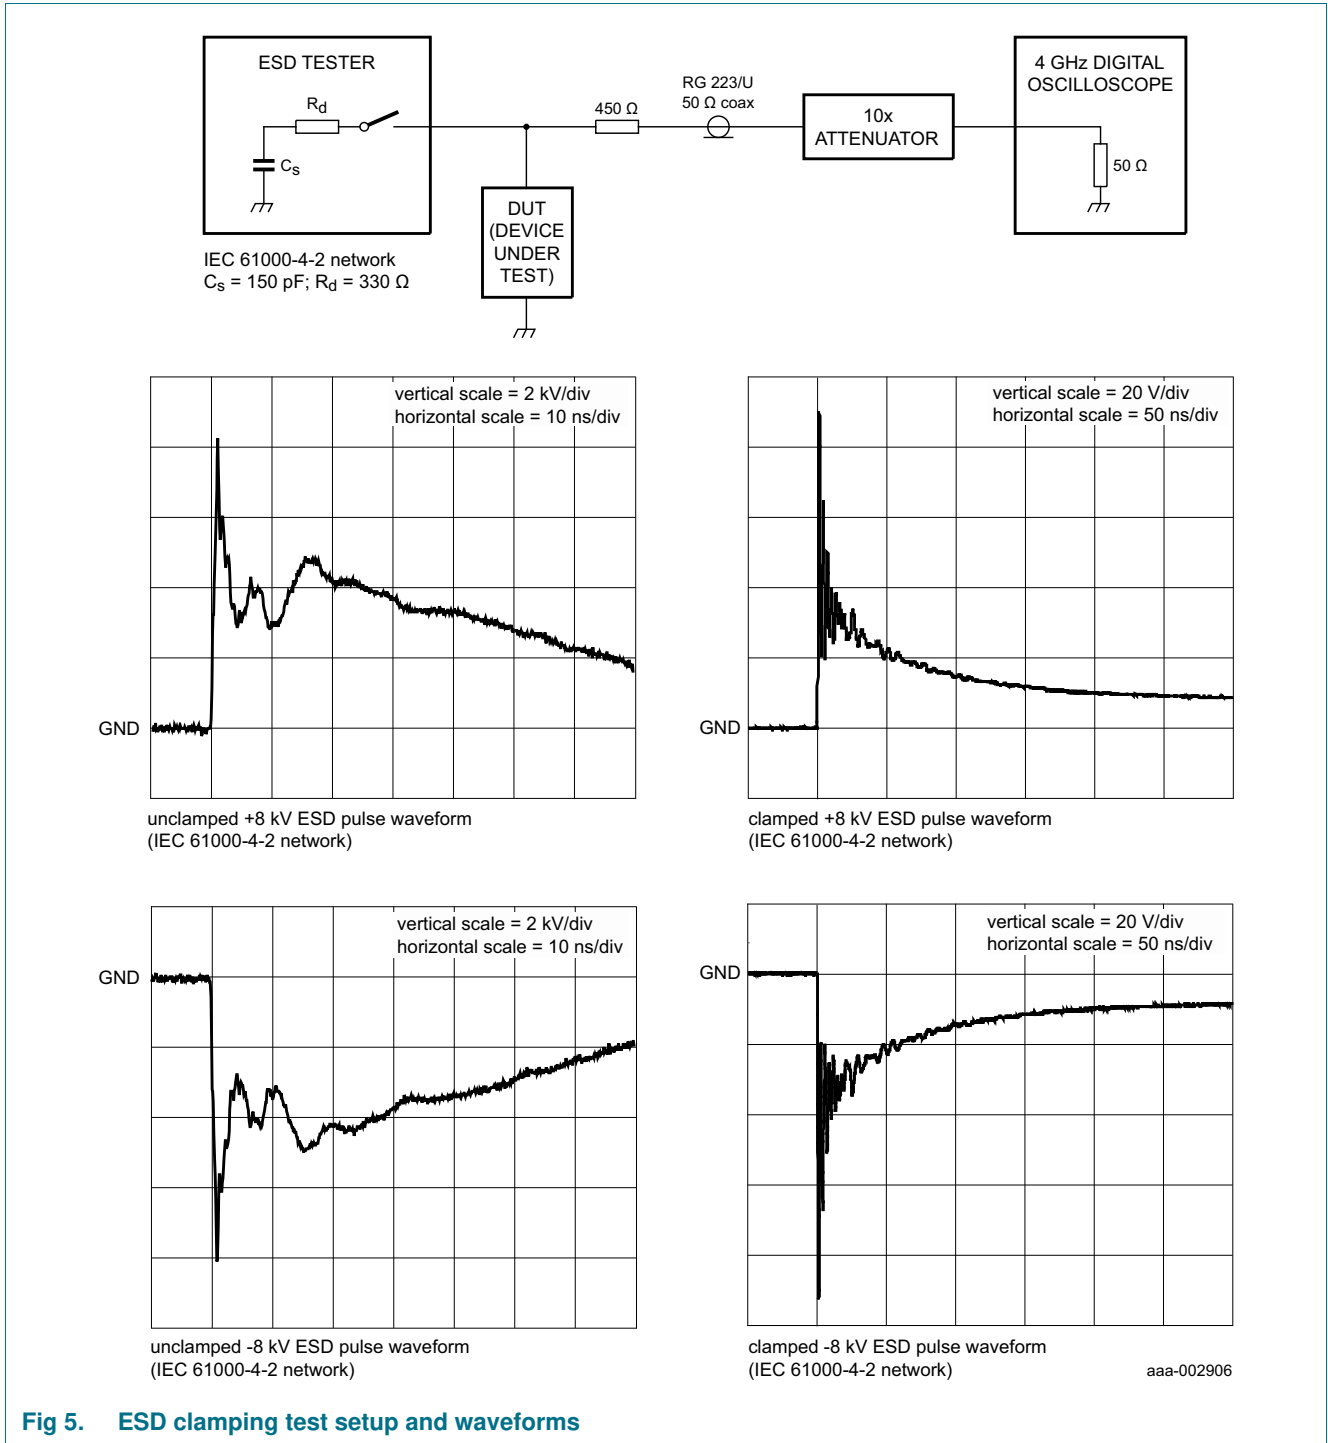 ESD TESTER
Rd
Cs
IEC 61000-4-2 network
Cs = 150 pF; Rd = 330 Ω
DUT
(DEVICE
UNDER
TEST)
450 Ω
RG 223/U
50 Ω coax
10x
ATTENUATOR
4 GHz DIGITAL
OSCILLOSCOPE
50 Ω
vertical scale = 2 kV/div
horizontal scale = 10 ns/div
GND
unclamped +8 kV ESD pulse waveform
(IEC 61000-4-2 network)
vertical scale = 20 V/div
horizontal scale = 50 ns/div
GND
clamped +8 kV ESD pulse waveform
(IEC 61000-4-2 network)
vertical scale = 2 kV/div
horizontal scale = 10 ns/div
GND
unclamped -8 kV ESD pulse waveform
(IEC 61000-4-2 network)
vertical scale = 20 V/div
horizontal scale = 50 ns/div
GND
clamped -8 kV ESD pulse waveform
(IEC 61000-4-2 network)
aaa-002906
Fig 5. ESD clamping test setup and waveforms